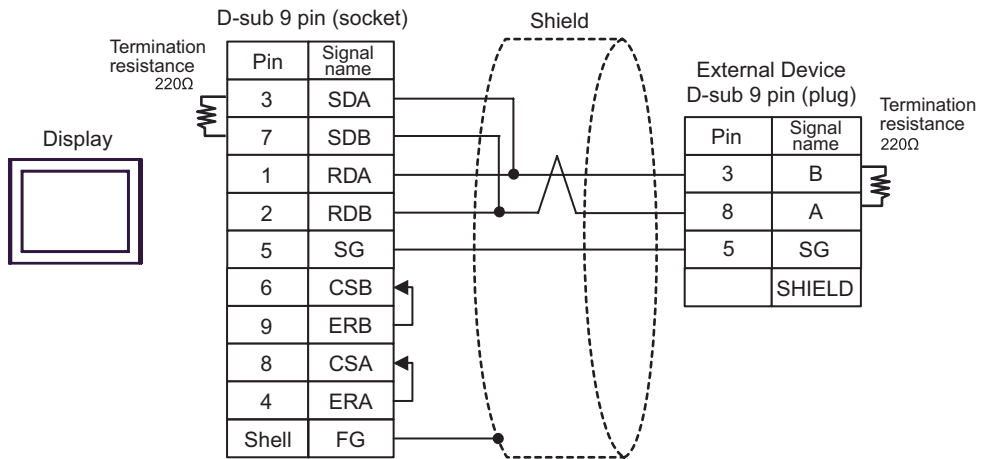 D-sub 9 pin (socket)
Shield
Termination
resistance
220Ω
Pin
Signal
name
3
SDA
7
SDB
1
RDA
2
RDB
5
SG
6
CSB
9
ERB
8
CSA
4
ERA
Shell
FG
Display
External Device
D-sub 9 pin (plug)
Pin
Signal
name
3
B
8
A
5
SG
SHIELD
Termination
resistance
220Ω